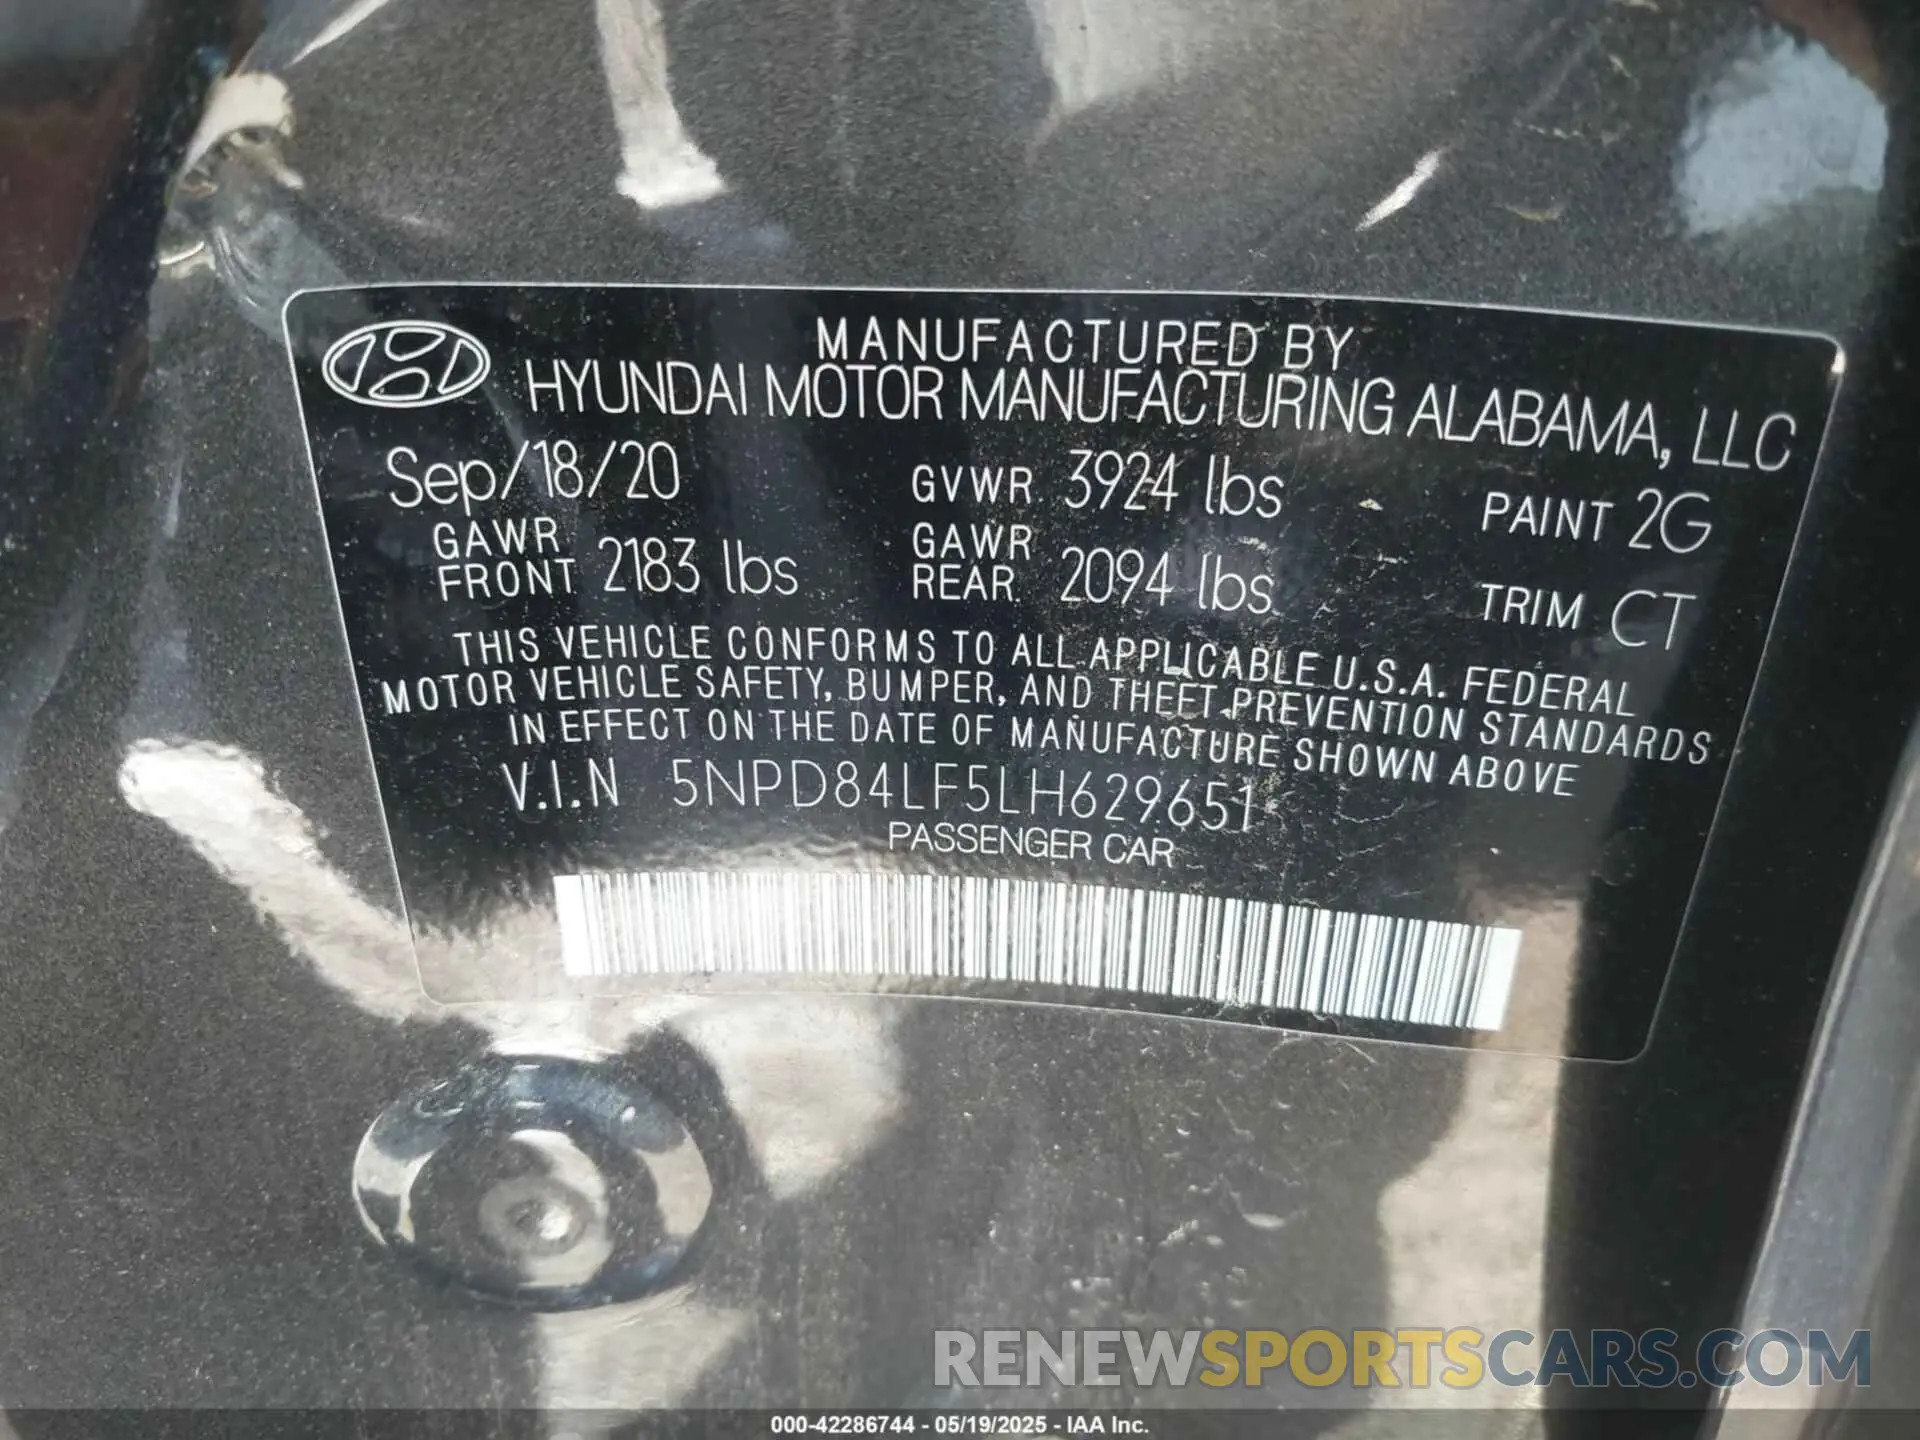 MANUFACTURED BY
HYUNDAI MOTOR MANUFACTURING ALABAMA, LLC
Sep/18/20 GVWR 3924 lbs PAINT 2G
GAWR FRONT 2183 lbs GAWR REAR 2094 lbs TRIM CT
THIS VEHICLE CONFORMS TO ALL APPLICABLE U.S.A. FEDERAL
MOTOR VEHICLE SAFETY, BUMPER, AND THEFT PREVENTION STANDARDS
IN EFFECT ON THE DATE OF MANUFACTURE SHOWN ABOVE
V.I.N 5NPD84LF5LH629651
PASSENGER CAR
RENEWSPORTSCARS.COM
000-42286744 - 05/19/2025 - IAA Inc.